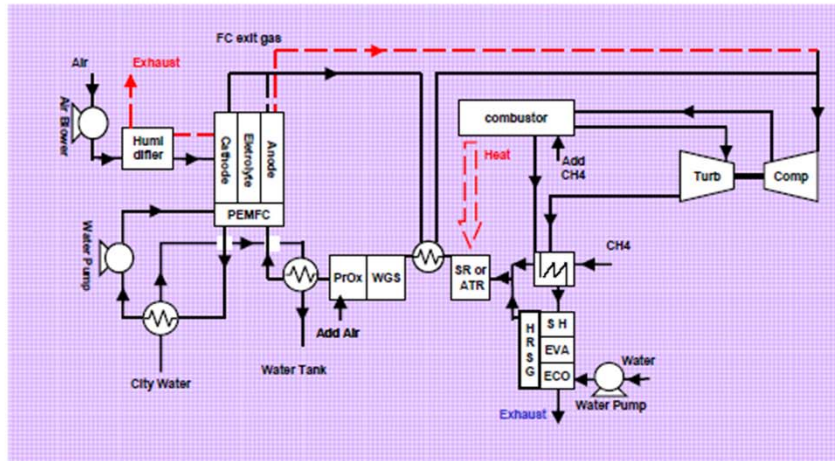 FC exit gas
Air
Exhaust
Air Blower
Humi
difier
Cathode
Eletrolyte
Anode
PEMFC
combustor
Heat
Add
CH4
Turb
Comp
Water Pump
CH4
PrOx
WGS
SR or
ATR
Add Air
HRSG
SH
EVA
ECO
Water
Water Pump
City Water
Water Tank
Exhaust